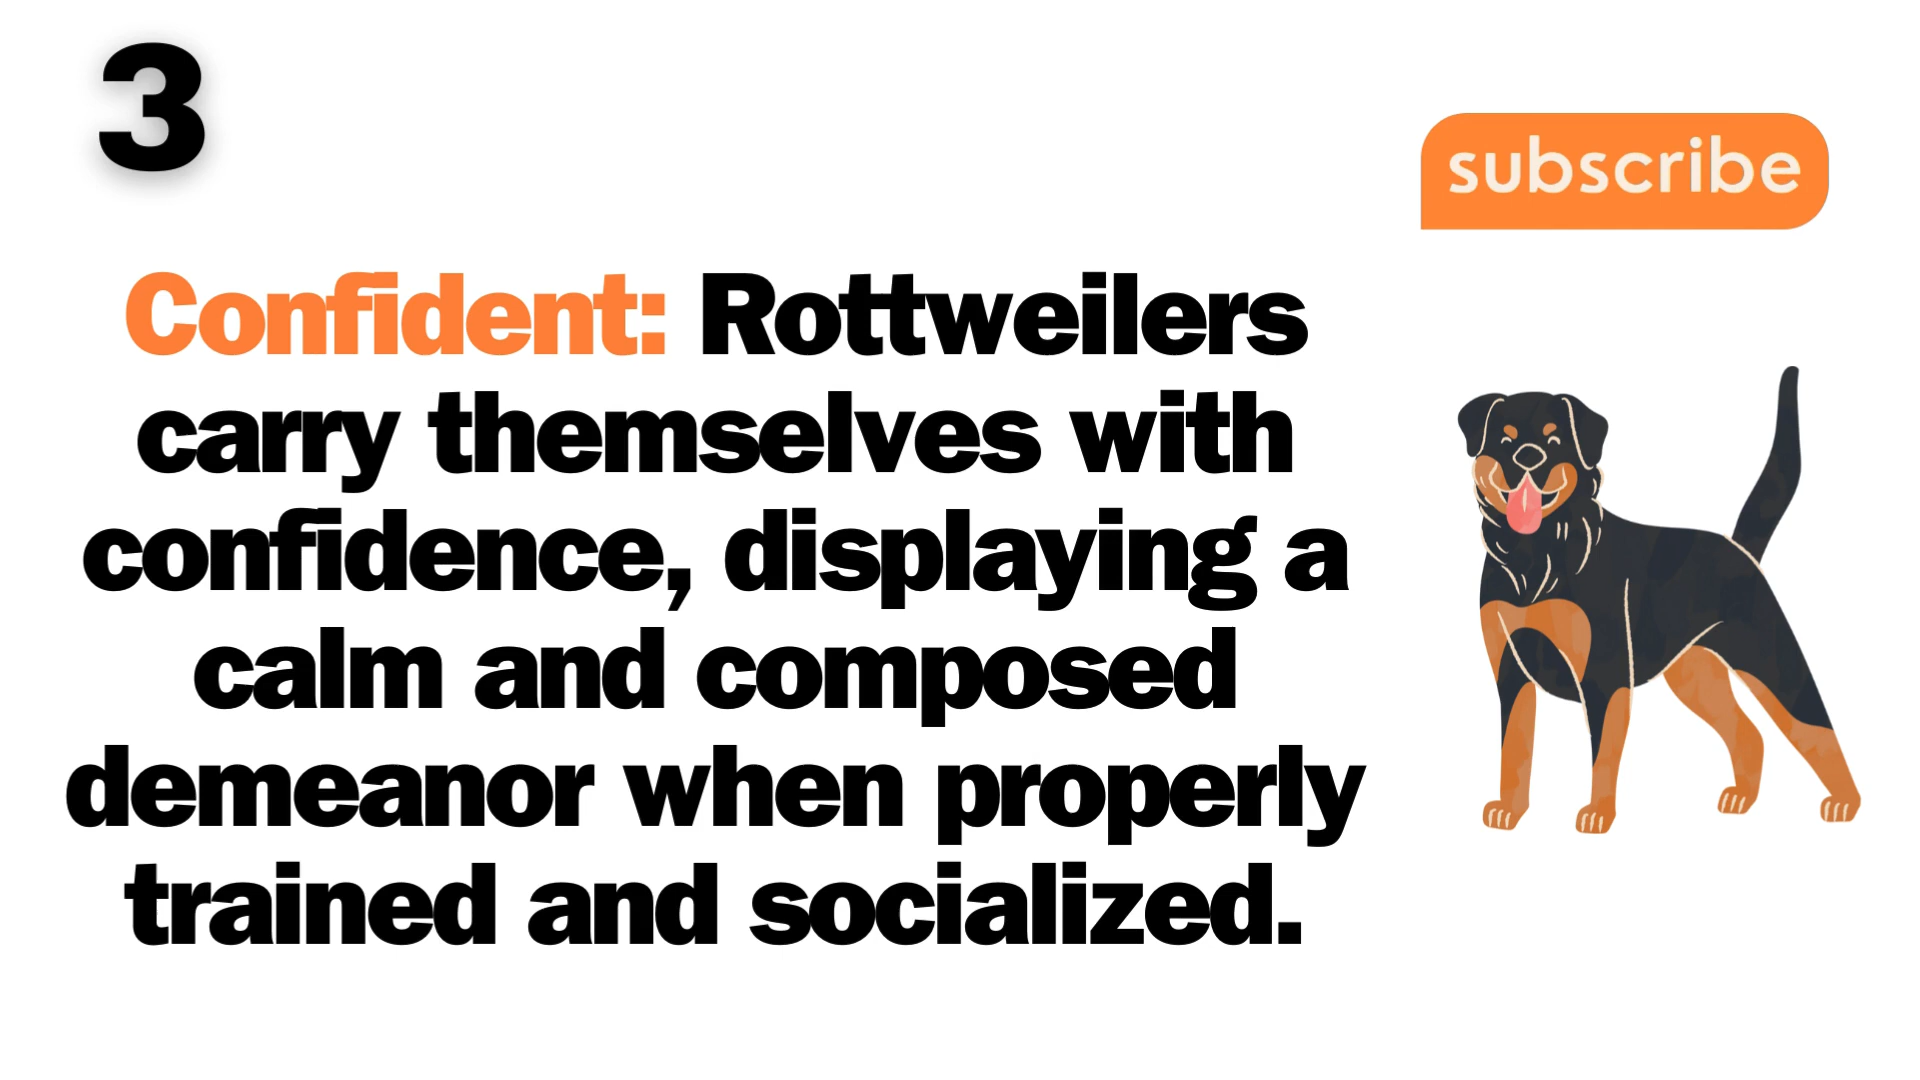 3
subscribe
Confident: Rottweilers
carry themselves with
confidence, displaying a
calm and composed
demeanor when properly
trained and socialized.